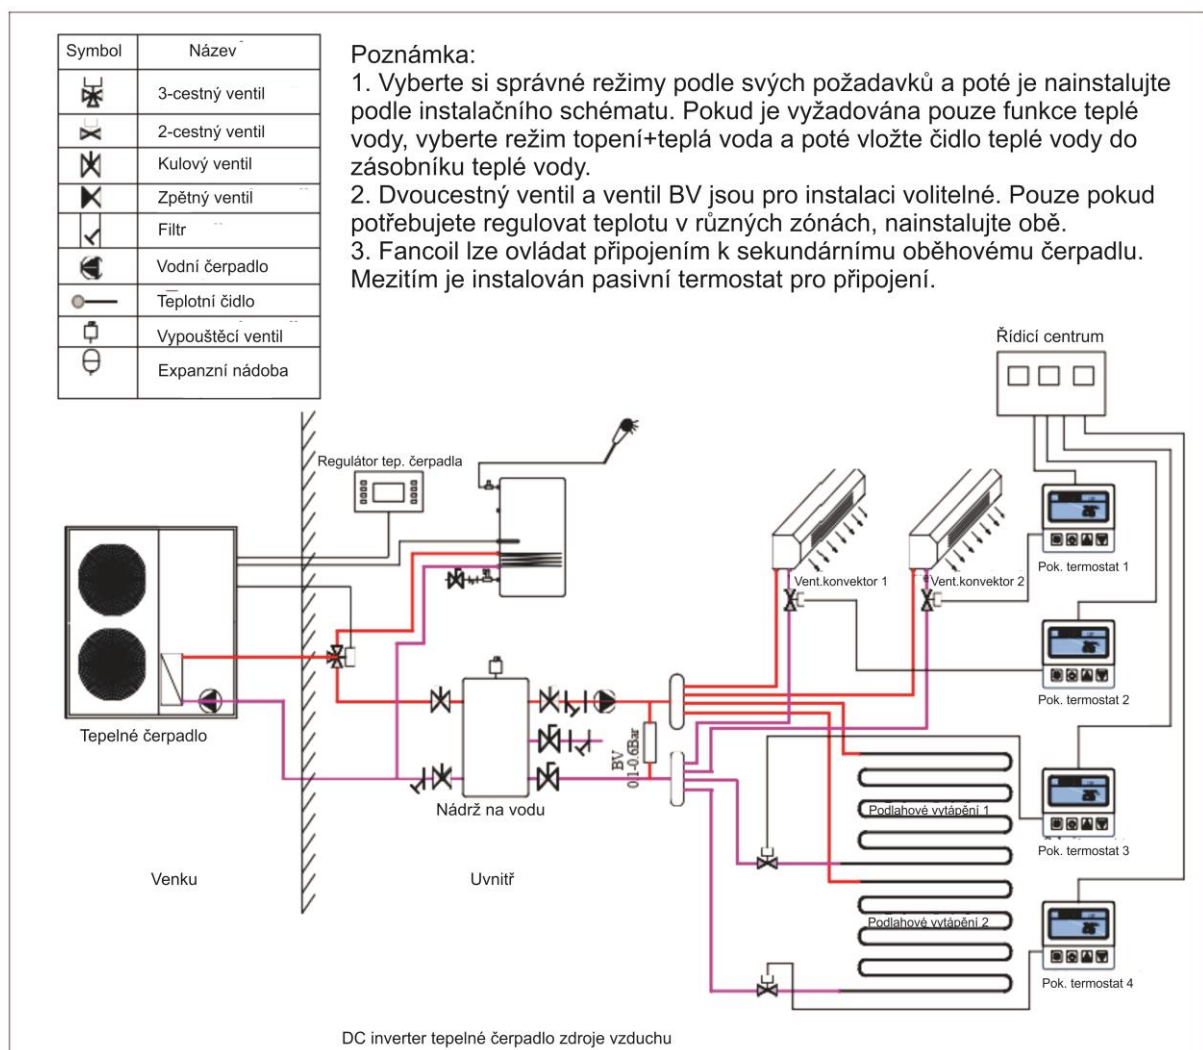 Symbol Název
3-cestný ventil
2-cestný ventil
Kulový ventil
Zpětný ventil
Filtr
Vodní čerpadlo
Teplotní čidlo
Vypouštěcí ventil
Expanzní nádoba
Poznámka:
1. Vyberte si správné režimy podle svých požadavků a poté je nainstalujte
podle instalačního schématu. Pokud je vyžadována pouze funkce teplé
vody, vyberte režim topení+teplá voda a poté vložte čidlo teplé vody do
zásobníku teplé vody.
2. Dvoucestný ventil a ventil BV jsou pro instalaci volitelné. Pouze pokud
potřebujete regulovat teplotu v různých zónách, nainstalujte obě.
3. Fancoil lze ovládat připojením k sekundárnímu oběhovému čerpadlu.
Mezitím je instalován pasivní termostat pro připojení.
Řídicí centrum
Regulátor tep. čerpadla
Vent.konvektor 1
Vent.konvektor 2
Pok. termostat 1
Pok. termostat 2
Tepelné čerpadlo
BV
0.1-0.6Bar
Nádrž na vodu
Podlahové vytápění 1
Pok. termostat 3
Venku
Uvnitř
Podlahové vytápění 2
Pok. termostat 4
DC inverter tepelné čerpadlo zdroje vzduchu